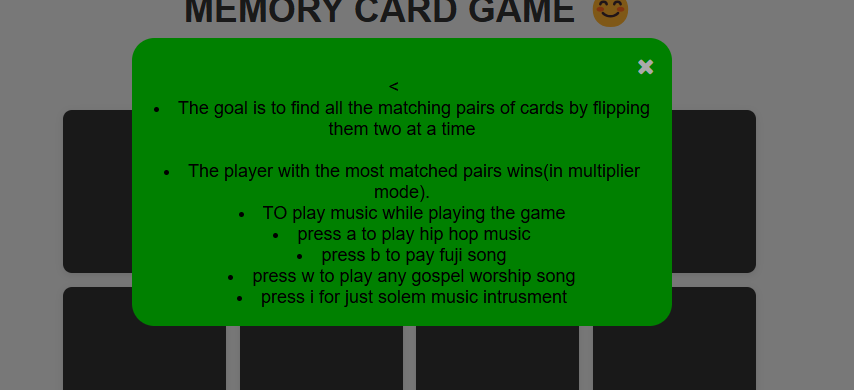 MEMORY CARD GAME 😊
✖
<
• The goal is to find all the matching pairs of cards by flipping
them two at a time
• The player with the most matched pairs wins(in multiplier
mode).
• TO play music while playing the game
• press a to play hip hop music
• press b to pay fuji song
• press w to play any gospel worship song
• press i for just solem music intrusment